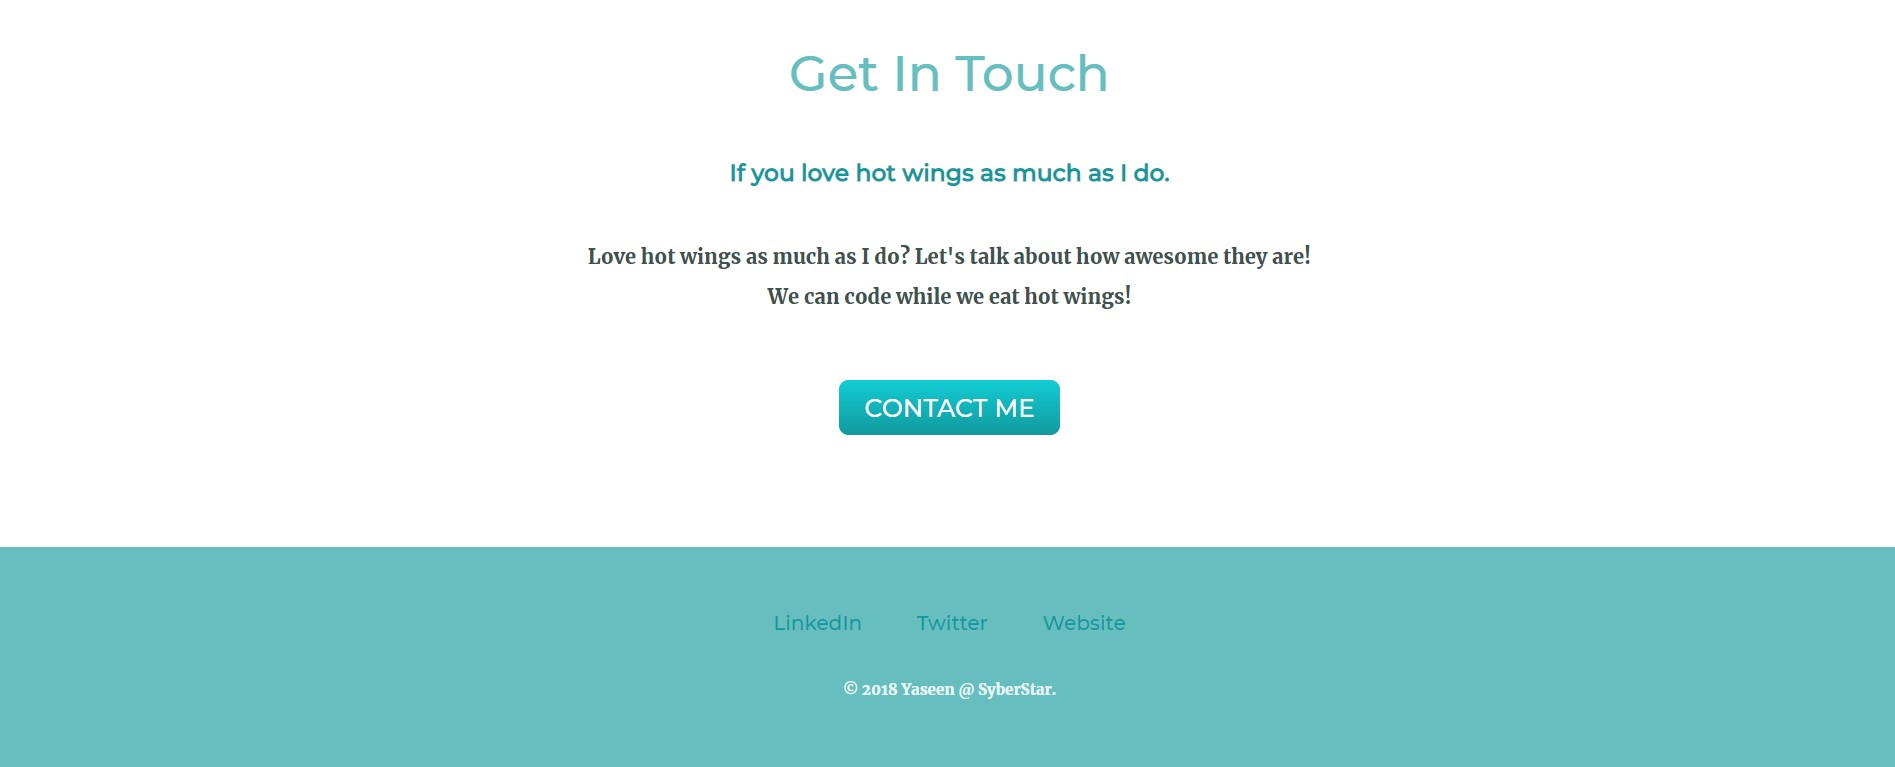 Get In Touch
If you love hot wings as much as I do.
Love hot wings as much as I do? Let's talk about how awesome they are!
We can code while we eat hot wings!
CONTACT ME
LinkedIn Twitter Website
© 2018 Yaseen @ SyberStar.